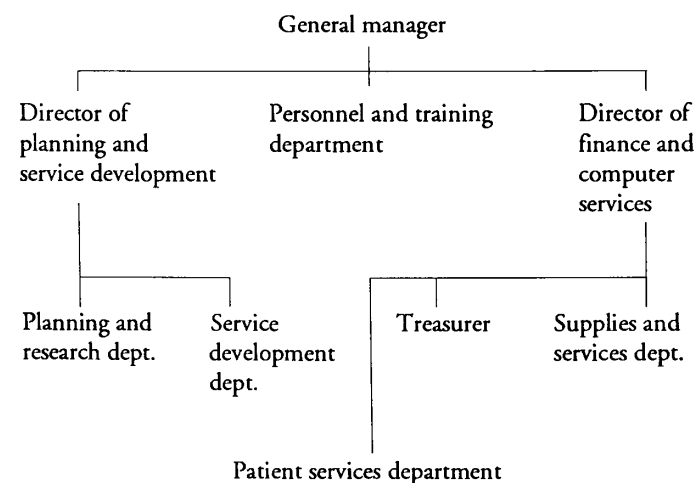 General manager
Director of
planning and
service development
Personnel and training
department
Director of
finance and
computer
services
Planning and
research dept.
Service
development
dept.
Treasurer
Supplies and
services dept.
Patient services department